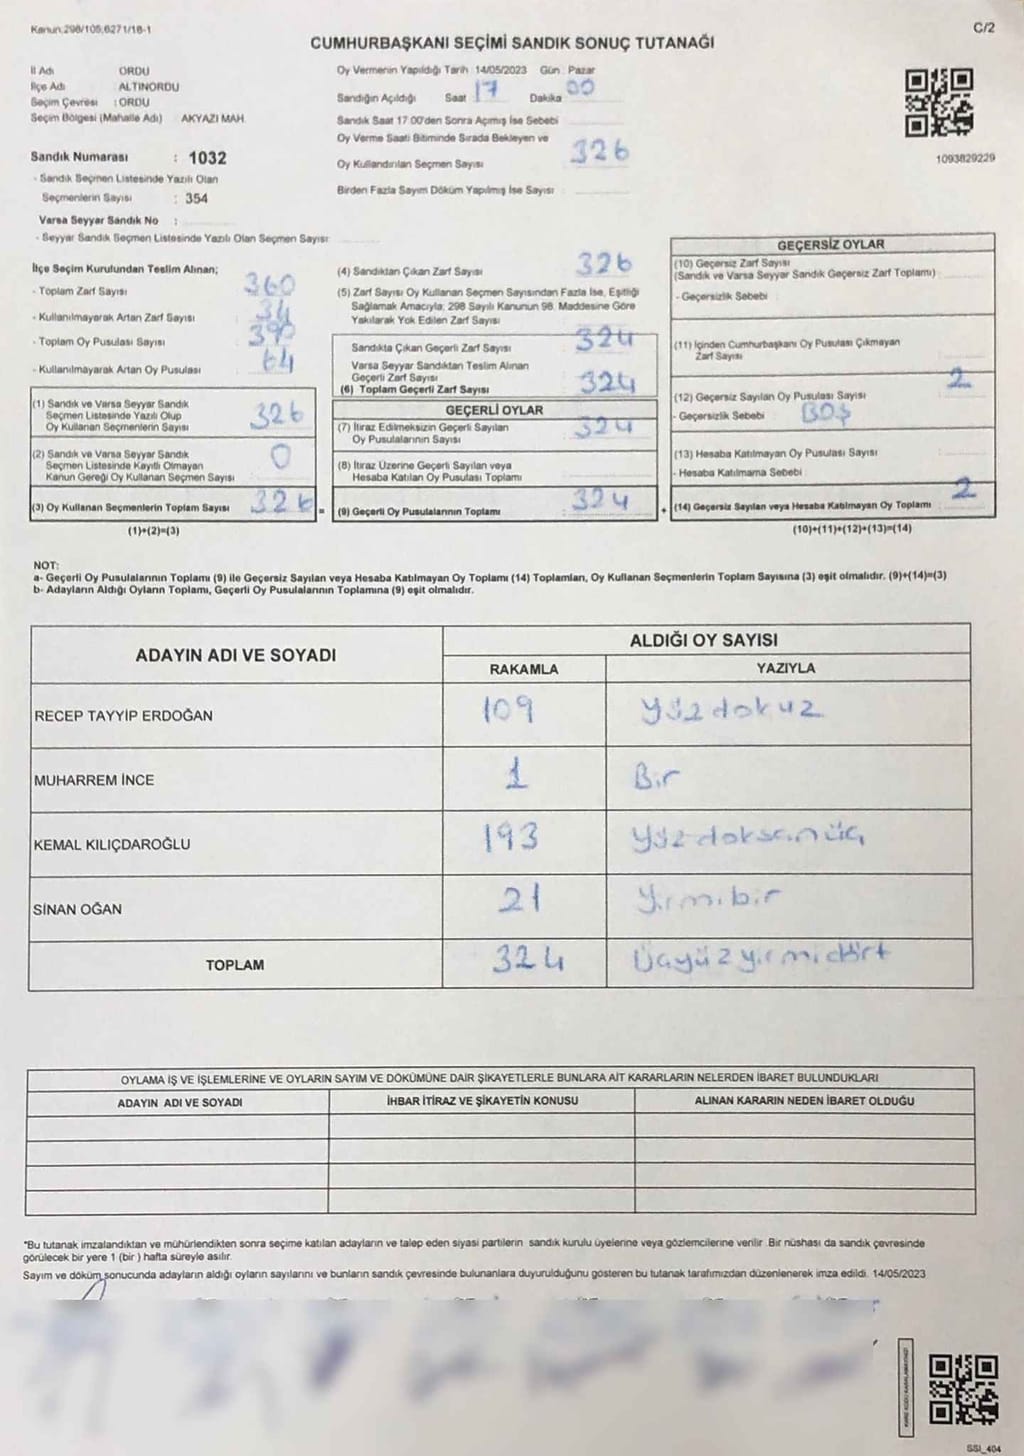 Kanun.298/105,6271/18-1
C/2
CUMHURBAŞKANI SEÇİMİ SANDIK SONUÇ TUTANAĞI
İl Adı ORDU
İlçe Adı : ALTINORDU
Seçim Çevresi : ORDU
Seçim Bölgesi (Mahalle Adı) AKYAZI MAH.
Oy Vermenin Yapıldığı Tarih : 14/05/2023 Gün : Pazar
Sandığın Açıldığı Saat 17 Dakika 00
Sandık Saat 17:00'den Sonra Açımış İse Sebebi
Oy Verme Saati Bitiminde Sırada Bekleyen ve
Oy Kullandırılan Seçmen Sayısı 326
Birden Fazla Sayım Döküm Yapılmış İse Sayısı :
1093829229
Sandık Numarası : 1032
- Sandık Seçmen Listesinde Yazılı Olan
Seçmenlerin Sayısı : 354
Varsa Seyyar Sandık No :
- Seyyar Sandık Seçmen Listesinde Yazılı Olan Seçmen Sayısı:
İlçe Seçim Kurulundan Teslim Alınan;
- Toplam Zarf Sayısı : 360
- Kullanılmayarak Artan Zarf Sayısı : 34
- Toplam Oy Pusulası Sayısı : 390
- Kullanılmayarak Artan Oy Pusulası : 64
(1) Sandık ve Varsa Seyyar Sandık
Seçmen Listesinde Yazılı Olup
Oy Kullanan Seçmenlerin Sayısı 326
(2) Sandık ve Varsa Seyyar Sandık
Seçmen Listesinde Kayıtlı Olmayan
Kanun Gereği Oy Kullanan Seçmen Sayısı 0
(3) Oy Kullanan Seçmenlerin Toplam Sayısı 326 =
(1)+(2)=(3)
(4) Sandıktan Çıkan Zarf Sayısı 326
(5) Zarf Sayısı Oy Kullanan Seçmen Sayısından Fazla İse, Eşitliği
Sağlamak Amacıyla; 298 Sayılı Kanunun 98. Maddesine Göre
Yakılarak Yok Edilen Zarf Sayısı
Sandıkta Çıkan Geçerli Zarf Sayısı : 324
Varsa Seyyar Sandıktan Teslim Alınan
Geçerli Zarf Sayısı
(6) Toplam Geçerli Zarf Sayısı 324
GEÇERLİ OYLAR
(7) İtiraz Edilmeksizin Geçerli Sayılan
Oy Pusulalarının Sayısı 324
(8) İtiraz Üzerine Geçerli Sayılan veya
Hesaba Katılan Oy Pusulası Toplamı
(9) Geçerli Oy Pusulalarının Toplamı : 324 +
GEÇERSİZ OYLAR
(10) Geçersiz Zarf Sayısı
(Sandık ve Varsa Seyyar Sandık Geçersiz Zarf Toplamı)
- Geçersizlik Sebebi
(11) İçinden Cumhurbaşkanı Oy Pusulası Çıkmayan
Zarf Sayısı
(12) Geçersiz Sayılan Oy Pusulası Sayısı 2
- Geçersizlik Sebebi : BOŞ
(13) Hesaba Katılmayan Oy Pusulası Sayısı
- Hesaba Katılmama Sebebi
(14) Geçersiz Sayılan veya Hesaba Katılmayan Oy Toplamı : 2
(10)+(11)+(12)+(13)=(14)
NOT:
a- Geçerli Oy Pusulalarının Toplamı (9) ile Geçersiz Sayılan veya Hesaba Katılmayan Oy Toplamı (14) Toplamları, Oy Kullanan Seçmenlerin Toplam Sayısına (3) eşit olmalıdır. (9)+(14)=(3)
b- Adayların Aldığı Oyların Toplamı, Geçerli Oy Pusulalarının Toplamına (9) eşit olmalıdır.
ADAYIN ADI VE SOYADI ALDIĞI OY SAYISI
RAKAMLA YAZIYLA
RECEP TAYYİP ERDOĞAN 109 yüzdokuz
MUHARREM İNCE 1 Bir
KEMAL KILIÇDAROĞLU 193 yüzdoksanüç
SİNAN OĞAN 21 yirmibir
TOPLAM 324 Üçyüzyirmidört
OYLAMA İŞ VE İŞLEMLERİNE VE OYLARIN SAYIM VE DÖKÜMÜNE DAİR ŞİKAYETLERLE BUNLARA AİT KARARLARIN NELERDEN İBARET BULUNDUKLARI
ADAYIN ADI VE SOYADI İHBAR İTİRAZ VE ŞİKAYETİN KONUSU ALINAN KARARIN NEDEN İBARET OLDUĞU
*Bu tutanak imzalandıktan ve mühürlendikten sonra seçime katılan adayların ve talep eden siyasi partilerin sandık kurulu üyelerine veya gözlemcilerine verilir. Bir nüshası da sandık çevresinde
görülecek bir yere 1 (bir ) hafta süreyle asılır.
Sayım ve döküm sonucunda adayların aldığı oyların sayılarını ve bunların sandık çevresinde bulunanlara duyurulduğunu gösteren bu tutanak tarafımızdan düzenlenerek imza edildi. 14/05/2023
SSI_404